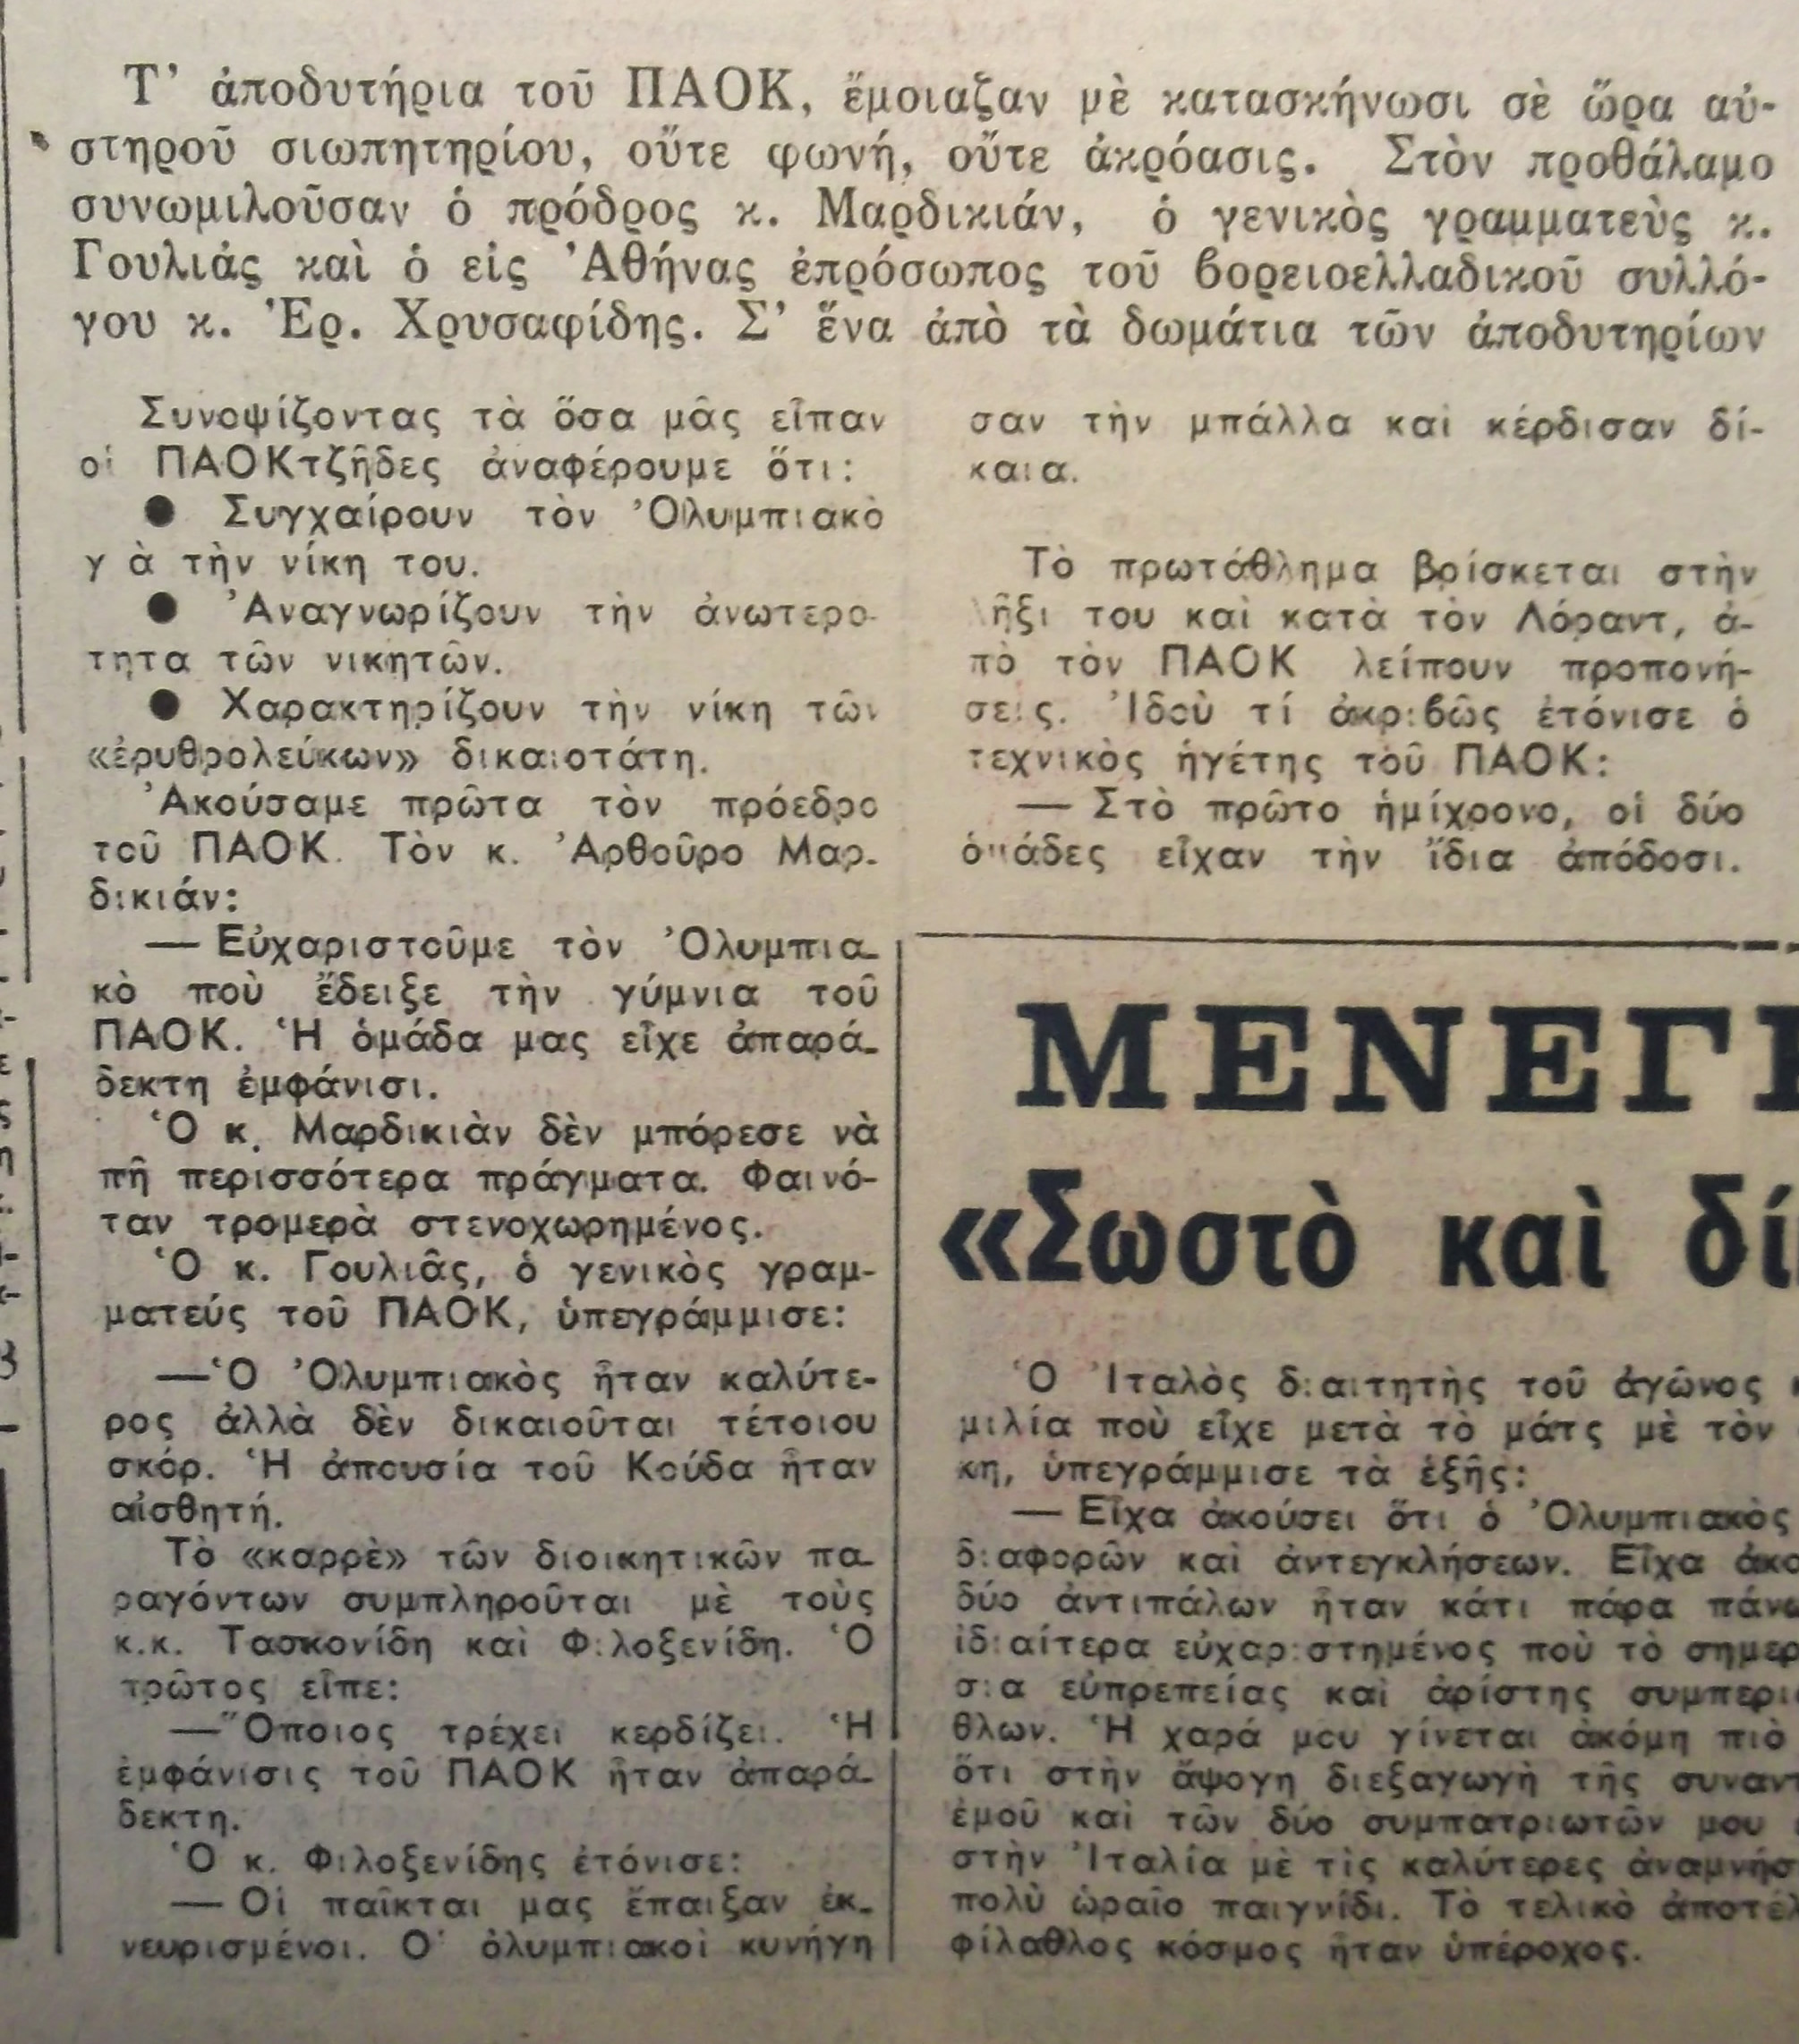 Τ' ἀποδυτήρια τοῦ ΠΑΟΚ, ἔμοιαζαν μὲ κατασκήνωσι σὲ ὥρα αὐ-
στηροῦ σιωπητηρίου, οὔτε φωνή, οὔτε ἀκρόασις. Στὸν προθάλαμο
συνωμιλοῦσαν ὁ πρόδρος κ. Μαρδικιάν, ὁ γενικὸς γραμματεὺς κ.
Γουλιάς καὶ ὁ εἰς Ἀθήνας ἐπρόσωπος τοῦ βορειοελλαδικοῦ συλλό-
γου κ. Ἐρ. Χρυσαφίδης. Σ' ἕνα ἀπὸ τὰ δωμάτια τῶν ἀποδυτηρίων
Συνοψίζοντας τὰ ὅσα μᾶς εἶπαν
οἱ ΠΑΟΚτζῆδες ἀναφέρουμε ὅτι:
● Συγχαίρουν τὸν Ὀλυμπιακὸ
γ ὰ τὴν νίκη του.
● Ἀναγνωρίζουν τὴν ἀνωτερο-
τητα τῶν νικητῶν.
● Χαρακτηρίζουν τὴν νίκη τῶν
«ἐρυθρολεύκων» δικαιοτάτη.
Ἀκούσαμε πρῶτα τὸν πρόεδρο
τοῦ ΠΑΟΚ. Τὸν κ. Ἀρθοῦρο Μαρ-
δικιάν:
— Εὐχαριστοῦμε τὸν Ὀλυμπια-
κὸ ποὺ ἔδειξε τὴν γύμνια τοῦ
ΠΑΟΚ. Ἡ ὁμάδα μας εἶχε ἀπαρά-
δεκτη ἐμφάνισι.
Ὁ κ. Μαρδικιὰν δὲν μπόρεσε νὰ
πῆ περισσότερα πράγματα. Φαινό-
ταν τρομερὰ στενοχωρημένος.
Ὁ κ. Γουλιᾶς, ὁ γενικὸς γραμ-
ματεύς τοῦ ΠΑΟΚ, ὑπεγράμμισε:
—Ὁ Ὀλυμπιακὸς ἦταν καλύτε-
ρος ἀλλὰ δὲν δικαιοῦται τέτοιου
σκόρ. Ἡ ἀπουσία τοῦ Κούδα ἦταν
αἰσθητή.
Τὸ «καρρὲ» τῶν διοικητικῶν πα-
ραγόντων συμπληροῦται μὲ τοὺς
κ.κ. Τασκονίδη καὶ Φιλοξενίδη. Ὁ
πρῶτος εἶπε:
—Ὅποιος τρέχει κερδίζει. Ἡ
ἐμφάνισις τοῦ ΠΑΟΚ ἦταν ἀπαρά-
δεκτη.
Ὁ κ. Φιλοξενίδης ἐτόνισε:
— Οἱ παῖκται μας ἔπαιξαν ἐκ-
νευρισμένοι. Οἱ ὀλυμπιακοὶ κυνήγη
σαν τὴν μπάλλα καὶ κέρδισαν δί-
καια.
Τὸ πρωτάθλημα βρίσκεται στὴν
λῆξι του καὶ κατὰ τὸν Λόραντ, ἀ-
πὸ τὸν ΠΑΟΚ λείπουν προπονή-
σεις. Ἰδοὺ τί ἀκριβῶς ἐτόνισε ὁ
τεχνικὸς ἡγέτης τοῦ ΠΑΟΚ:
— Στὸ πρῶτο ἡμίχρονο, οἱ δύο
ὁμάδες εἶχαν τὴν ἴδια ἀπόδοσι.
ΜΕΝΕΓ
«Σωστὸ καὶ δί
Ὁ Ἰταλὸς διαιτητὴς τοῦ ἀγῶνος
μιλία ποὺ εἶχε μετὰ τὸ μάτς μὲ τὸν
κη, ὑπεγράμμισε τὰ ἑξῆς:
— Εἶχα ἀκούσει ὅτι ὁ Ὀλυμπιακὸς
διαφορῶν καὶ ἀντεγκλήσεων. Εἶχα ἀκο
δύο ἀντιπάλων ἦταν κάτι πάρα πάνω
ἰδιαίτερα εὐχαριστημένος ποὺ τὸ σημερ
σια εὐπρεπείας καὶ ἀρίστης συμπερι
θλων. Ἡ χαρά μου γίνεται ἀκόμη πιὸ
ὅτι στὴν ἄψογη διεξαγωγὴ τῆς συναντ
ἐμοῦ καὶ τῶν δύο συμπατριωτῶν μου
στὴν Ἰταλία μὲ τὶς καλύτερες ἀναμνήσ
πολὺ ὡραῖο παιγνίδι. Τὸ τελικὸ ἀποτέλ
φίλαθλος κόσμος ἦταν ὑπέροχος.